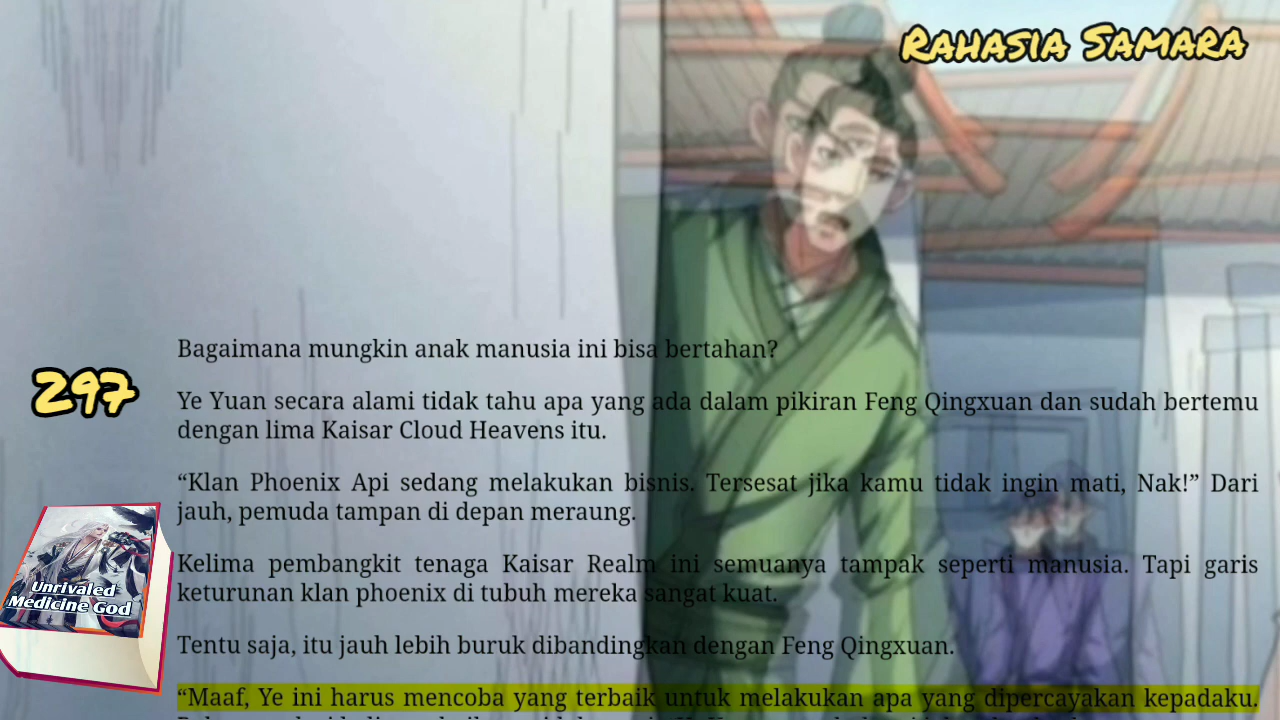 Rahasia Samara
Bagaimana mungkin anak manusia ini bisa bertahan?
297
Ye Yuan secara alami tidak tahu apa yang ada dalam pikiran Feng Qingxuan dan sudah bertemu
dengan lima Kaisar Cloud Heavens itu.
“Klan Phoenix Api sedang melakukan bisnis. Tersesat jika kamu tidak ingin mati, Nak!” Dari
jauh, pemuda tampan di depan meraung.
Kelima pembangkit tenaga Kaisar Realm ini semuanya tampak seperti manusia. Tapi garis
keturunan klan phoenix di tubuh mereka sangat kuat.
Unrivaled
Medicine God
Tentu saja, itu jauh lebih buruk dibandingkan dengan Feng Qingxuan.
“Maaf, Ye ini harus mencoba yang terbaik untuk melakukan apa yang dipercayakan kepadaku.